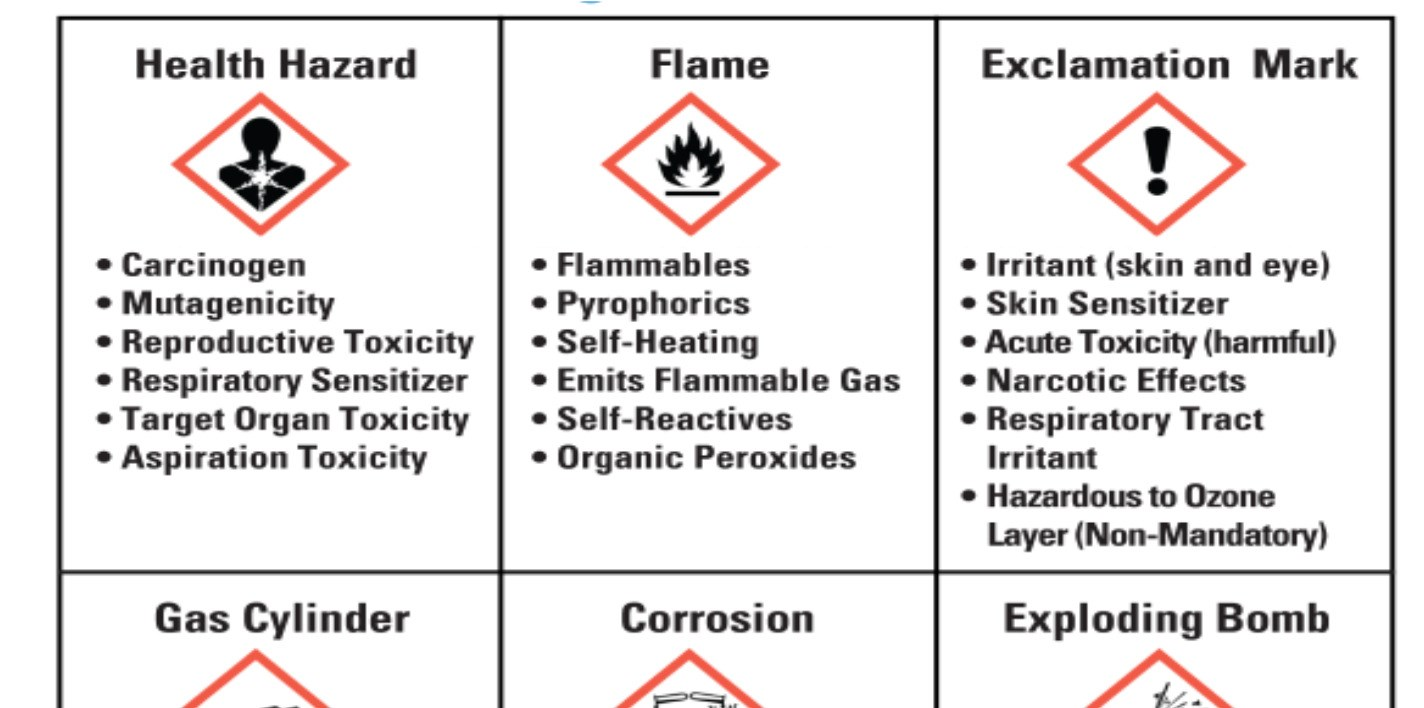 Health Hazard
Flame
Exclamation Mark
• Carcinogen
• Mutagenicity
• Reproductive Toxicity
• Respiratory Sensitizer
• Target Organ Toxicity
• Aspiration Toxicity
• Flammables
• Pyrophorics
• Self-Heating
• Emits Flammable Gas
• Self-Reactives
• Organic Peroxides
• Irritant (skin and eye)
• Skin Sensitizer
• Acute Toxicity (harmful)
• Narcotic Effects
• Respiratory Tract
Irritant
• Hazardous to Ozone
Layer (Non-Mandatory)
Gas Cylinder
Corrosion
Exploding Bomb